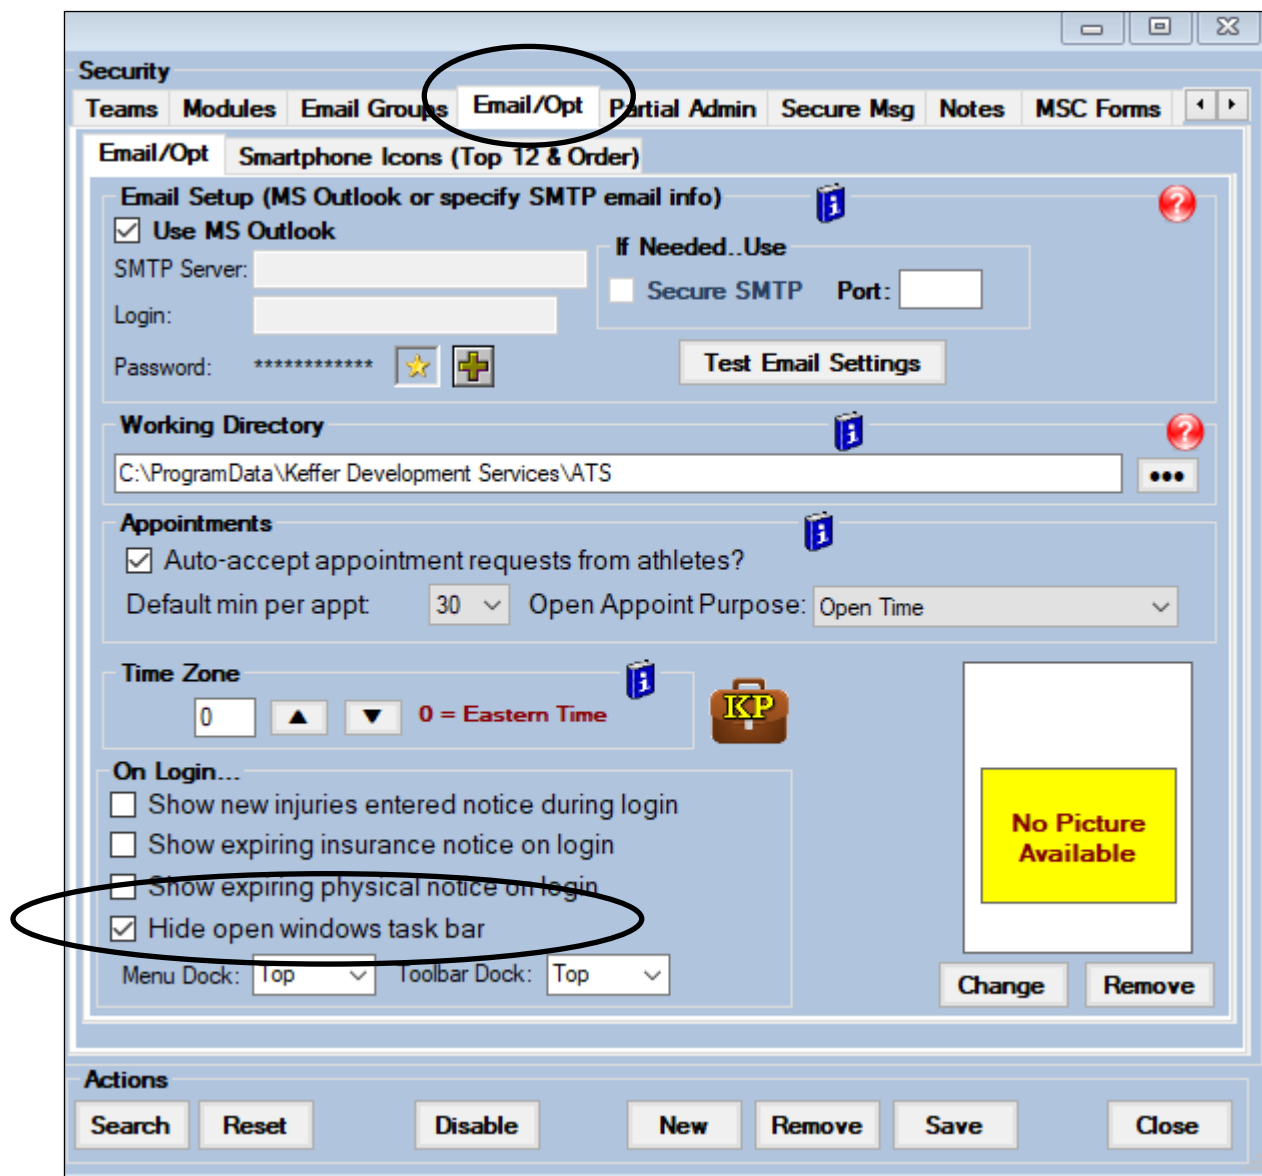 Security
Teams Modules Email Groups Email/Opt Partial Admin Secure Msg Notes MSC Forms
Email/Opt Smartphone Icons (Top 12 & Order)
Email Setup (MS Outlook or specify SMTP email info)
Use MS Outlook
If Needed..Use
SMTP Server:
Secure SMTP Port:
Login:
Password: ************
Test Email Settings
Working Directory
C:\ProgramData\Keffer Development Services\ATS
Appointments
Auto-accept appointment requests from athletes?
Default min per appt: 30 Open Appoint Purpose: Open Time
Time Zone
0 0 = Eastern Time
KP
On Login...
Show new injuries entered notice during login
Show expiring insurance notice on login
Show expiring physical notice on login
Hide open windows task bar
Menu Dock: Top Toolbar Dock: Top
No Picture
Available
Change Remove
Actions
Search Reset Disable New Remove Save Close